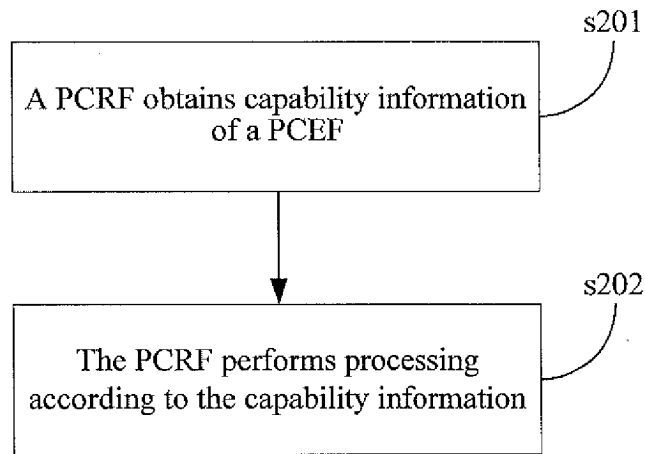 s201
A PCRF obtains capability information
of a PCEF
s202
The PCRF performs processing
according to the capability information